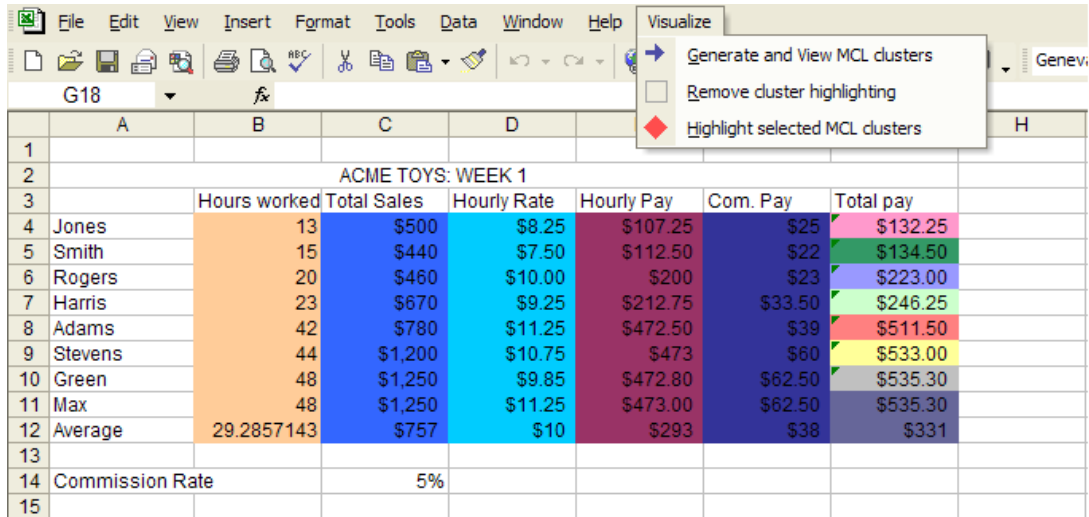 File Edit View Insert Format Tools Data Window Help Visualize
Generate and View MCL clusters
Remove cluster highlighting
Highlight selected MCL clusters
ABC
G18 fx
A B C D H
1
2 ACME TOYS: WEEK 1
3 Hours worked Total Sales Hourly Rate Hourly Pay Com. Pay Total pay
4 Jones 13 $500 $8.25 $107.25 $25 $132.25
5 Smith 15 $440 $7.50 $112.50 $22 $134.50
6 Rogers 20 $460 $10.00 $200 $23 $223.00
7 Harris 23 $670 $9.25 $212.75 $33.50 $246.25
8 Adams 42 $780 $11.25 $472.50 $39 $511.50
9 Stevens 44 $1,200 $10.75 $473 $60 $533.00
10 Green 48 $1,250 $9.85 $472.80 $62.50 $535.30
11 Max 48 $1,250 $11.25 $473.00 $62.50 $535.30
12 Average 29.2857143 $757 $10 $293 $38 $331
13
14 Commission Rate 5%
15